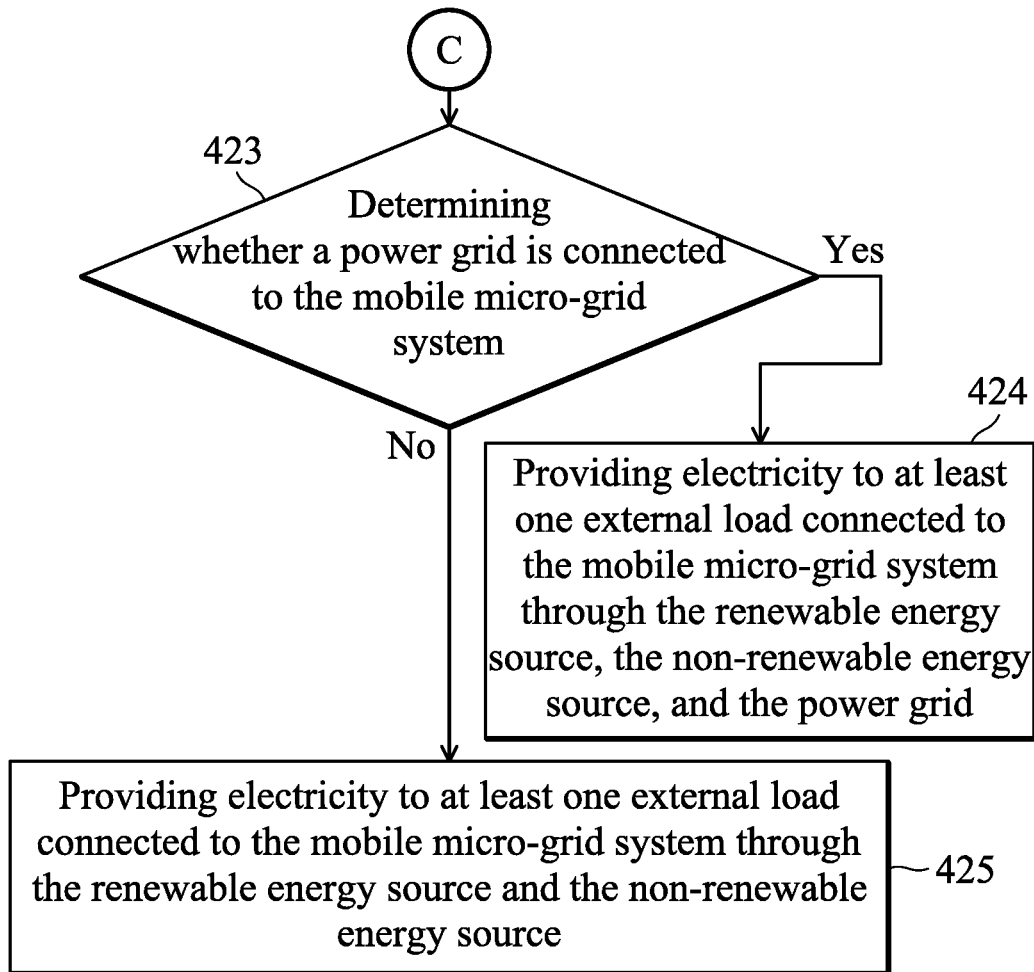 C
423
Determining
whether a power grid is connected
to the mobile micro-grid
system
Yes
No
424
Providing electricity to at least
one external load connected to
the mobile micro-grid system
through the renewable energy
source, the non-renewable energy
source, and the power grid
Providing electricity to at least one external load
connected to the mobile micro-grid system through
the renewable energy source and the non-renewable
energy source
425